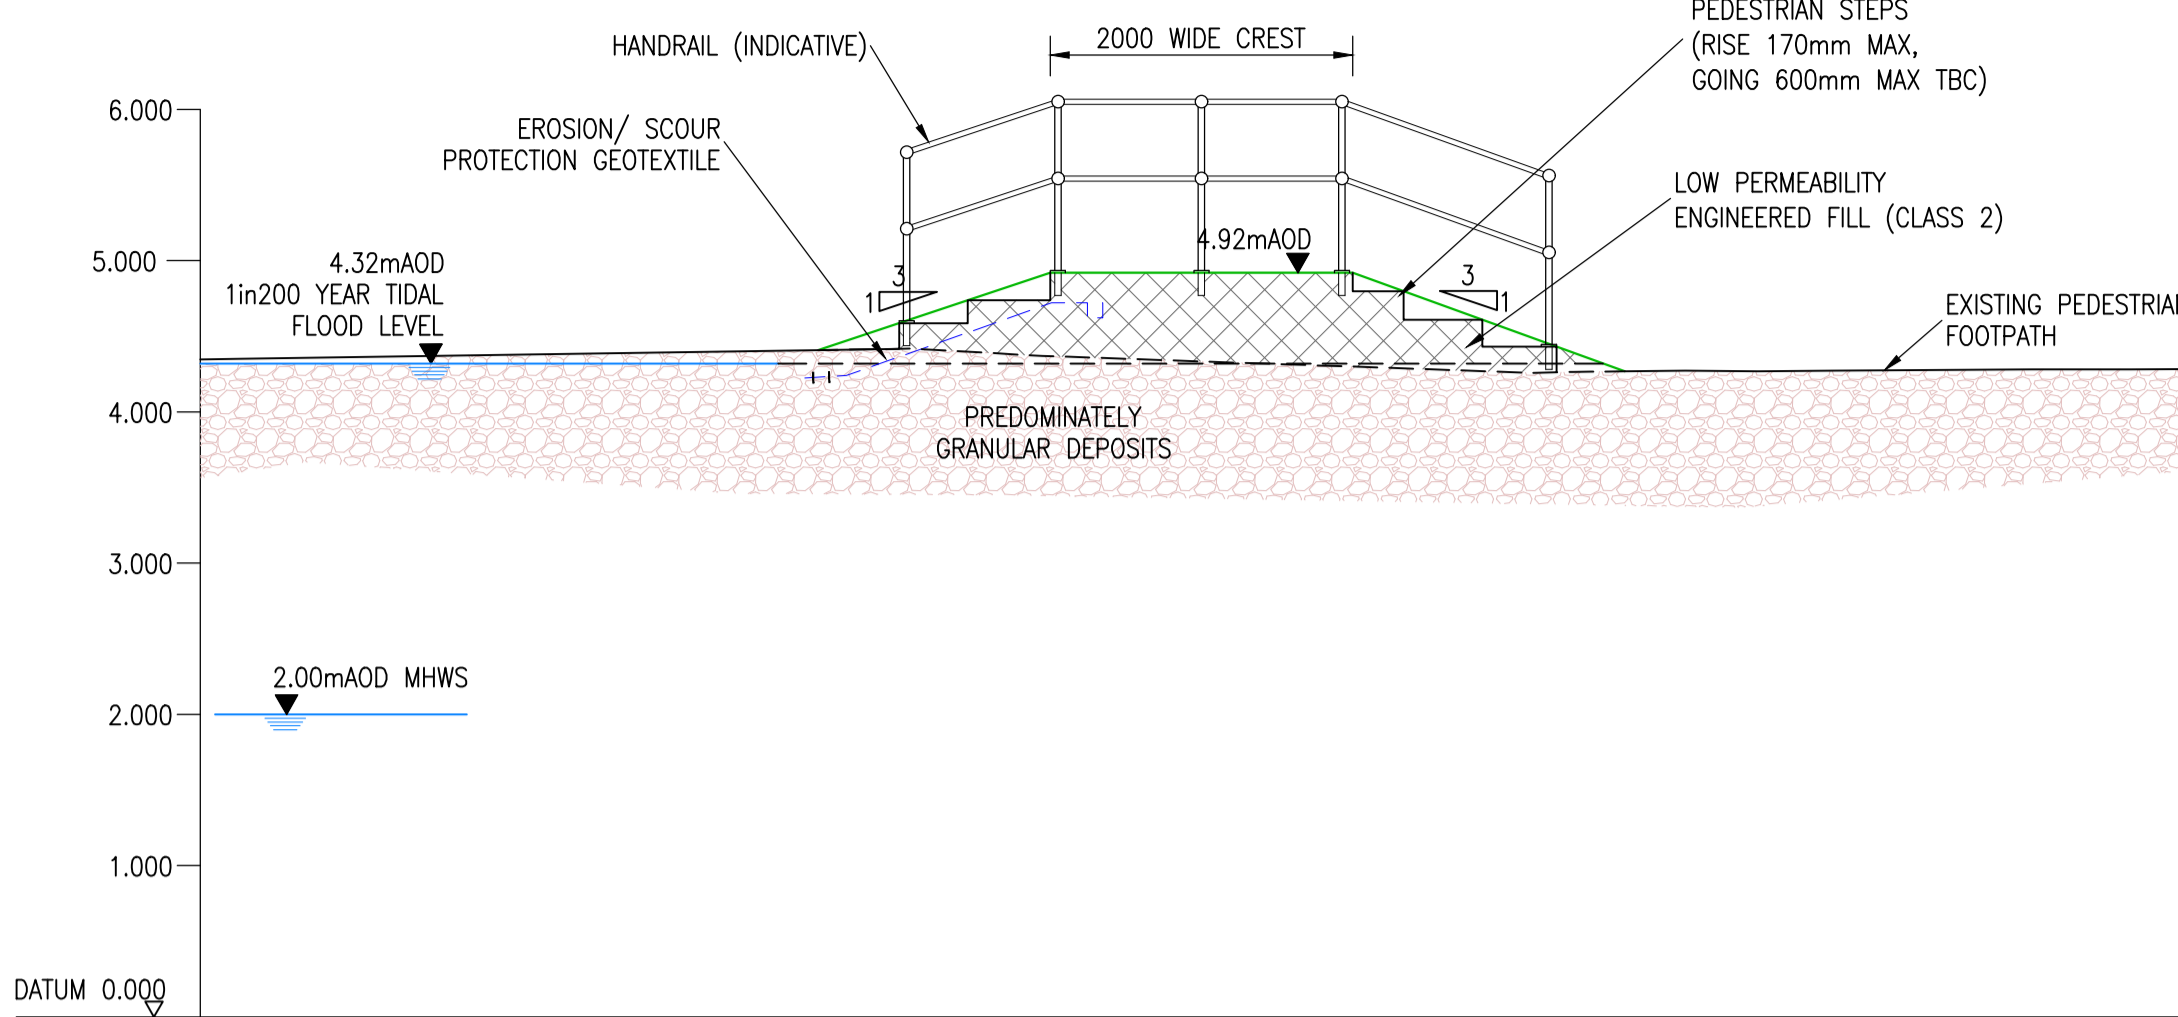 PEDESTRIAN STEPS
(RISE 170mm MAX,
GOING 600mm MAX TBC)
2000 WIDE CREST
HANDRAIL (INDICATIVE)
6.000
EROSION/ SCOUR
PROTECTION GEOTEXTILE
LOW PERMEABILITY
ENGINEERED FILL (CLASS 2)
5.000
4.32mAOD
1in200 YEAR TIDAL
FLOOD LEVEL
4.92mAOD
3
1
3
1
EXISTING PEDESTRIA
FOOTPATH
4.000
PREDOMINATELY
GRANULAR DEPOSITS
3.000
2.00mAOD MHWS
2.000
1.000
DATUM 0.000